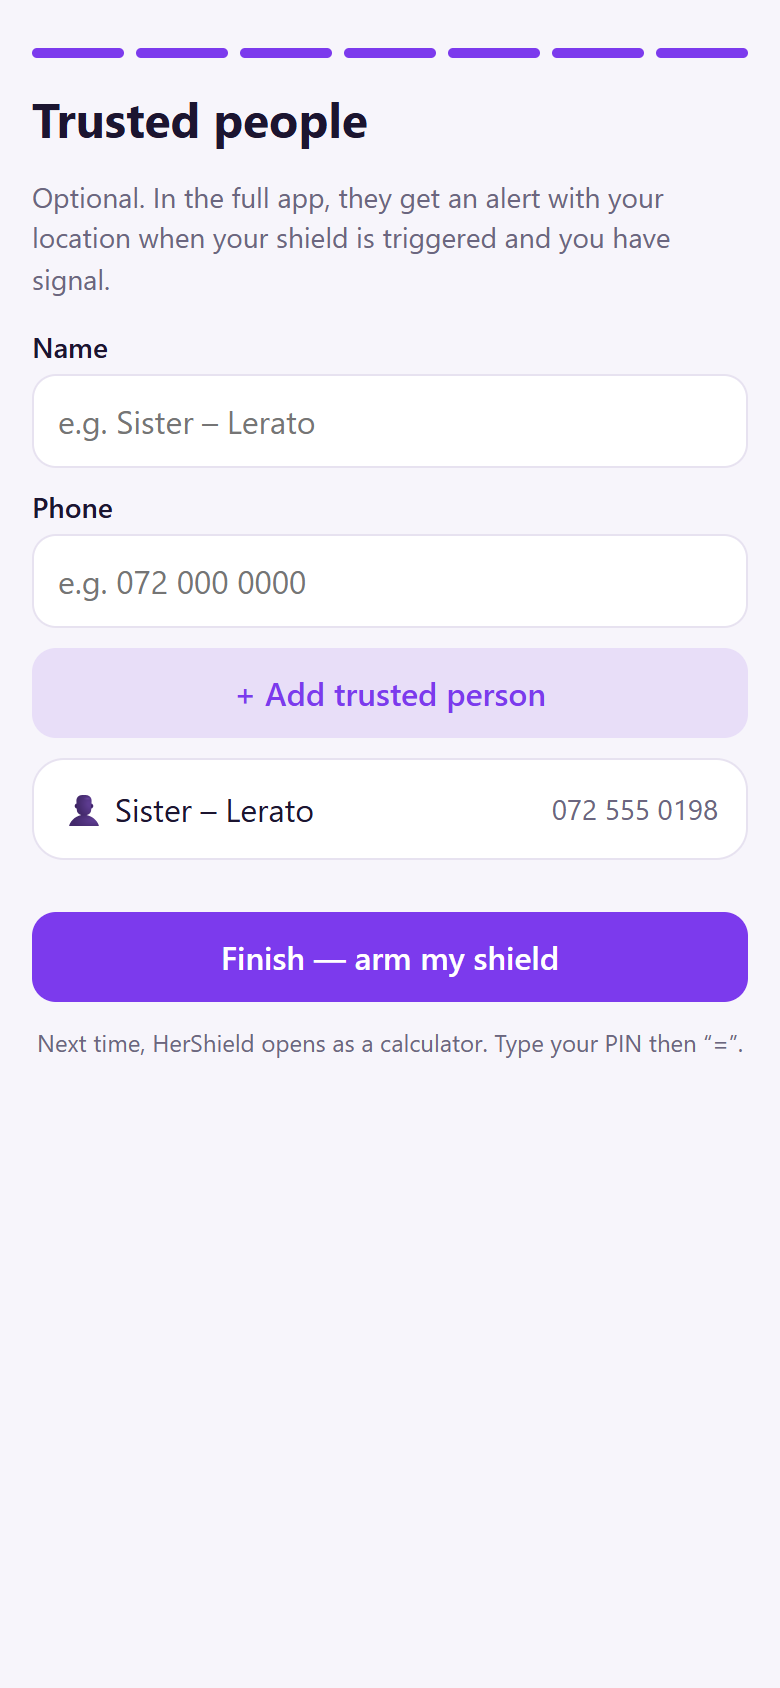 Trusted people
Optional. In the full app, they get an alert with your
location when your shield is triggered and you have
signal.
Name
e.g. Sister – Lerato
Phone
e.g. 072 000 0000
+ Add trusted person
Sister – Lerato 072 555 0198
Finish — arm my shield
Next time, HerShield opens as a calculator. Type your PIN then “=”.